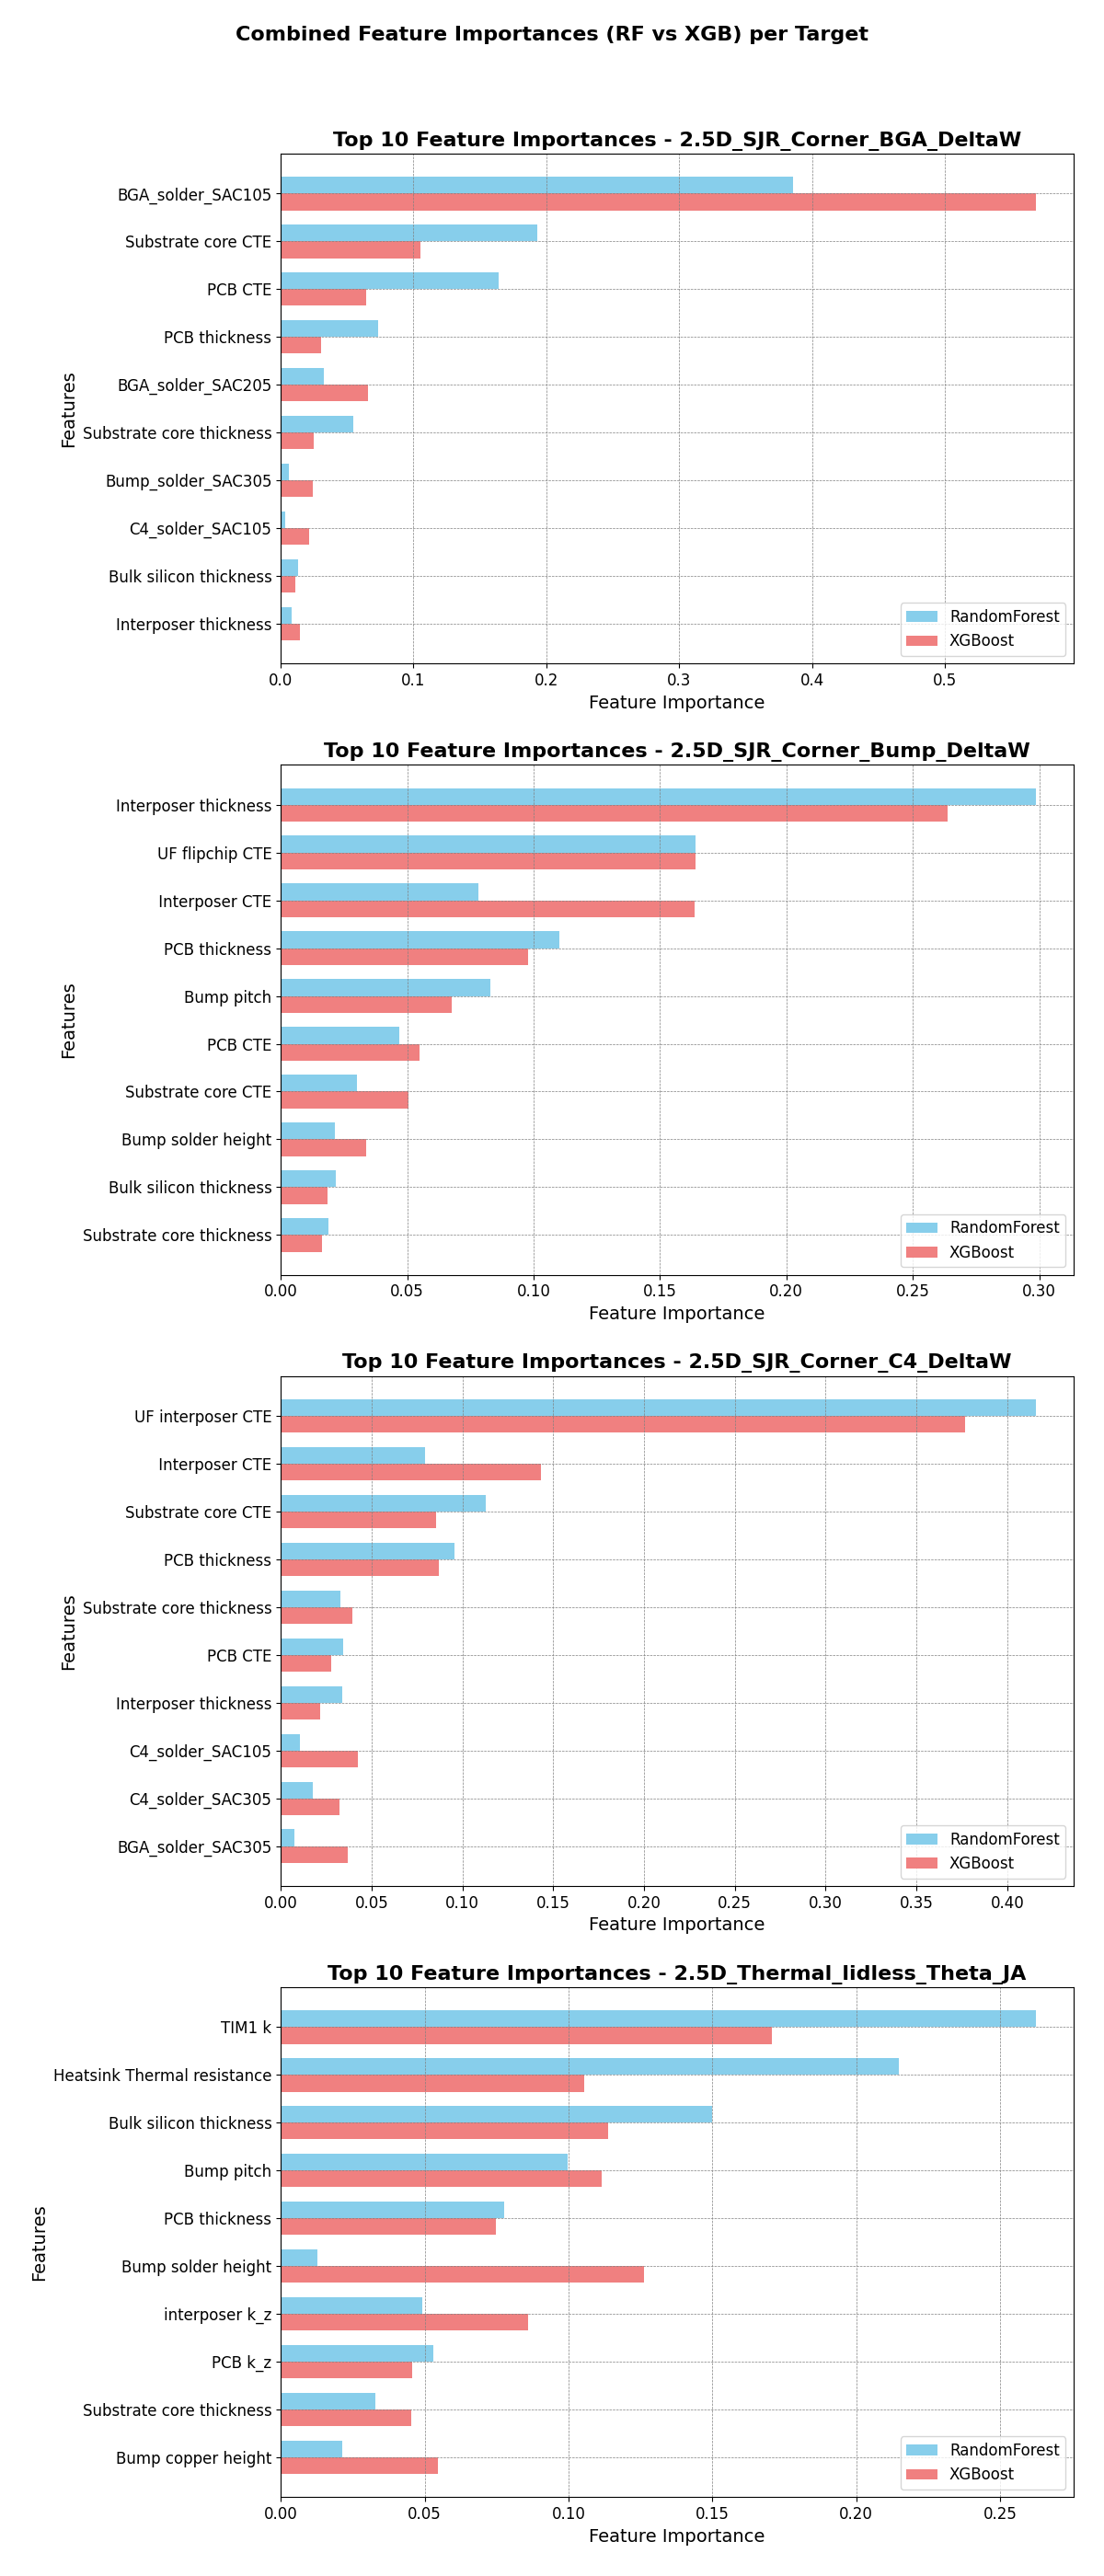 Combined Feature Importances (RF vs XGB) per Target
Top 10 Feature Importances - 2.5D_SJR_Corner_BGA_DeltaW
Features
BGA_solder_SAC105
Substrate core CTE
PCB CTE
PCB thickness
BGA_solder_SAC205
Substrate core thickness
Bump_solder_SAC305
C4_solder_SAC105
Bulk silicon thickness
Interposer thickness
RandomForest
XGBoost
0.0 0.1 0.2 0.3 0.4 0.5
Feature Importance
Top 10 Feature Importances - 2.5D_SJR_Corner_Bump_DeltaW
Features
Interposer thickness
UF flipchip CTE
Interposer CTE
PCB thickness
Bump pitch
PCB CTE
Substrate core CTE
Bump solder height
Bulk silicon thickness
Substrate core thickness
RandomForest
XGBoost
0.00 0.05 0.10 0.15 0.20 0.25 0.30
Feature Importance
Top 10 Feature Importances - 2.5D_SJR_Corner_C4_DeltaW
Features
UF interposer CTE
Interposer CTE
Substrate core CTE
PCB thickness
Substrate core thickness
PCB CTE
Interposer thickness
C4_solder_SAC105
C4_solder_SAC305
BGA_solder_SAC305
RandomForest
XGBoost
0.00 0.05 0.10 0.15 0.20 0.25 0.30 0.35 0.40
Feature Importance
Top 10 Feature Importances - 2.5D_Thermal_lidless_Theta_JA
Features
TIM1 k
Heatsink Thermal resistance
Bulk silicon thickness
Bump pitch
PCB thickness
Bump solder height
interposer k_z
PCB k_z
Substrate core thickness
Bump copper height
RandomForest
XGBoost
0.00 0.05 0.10 0.15 0.20 0.25
Feature Importance